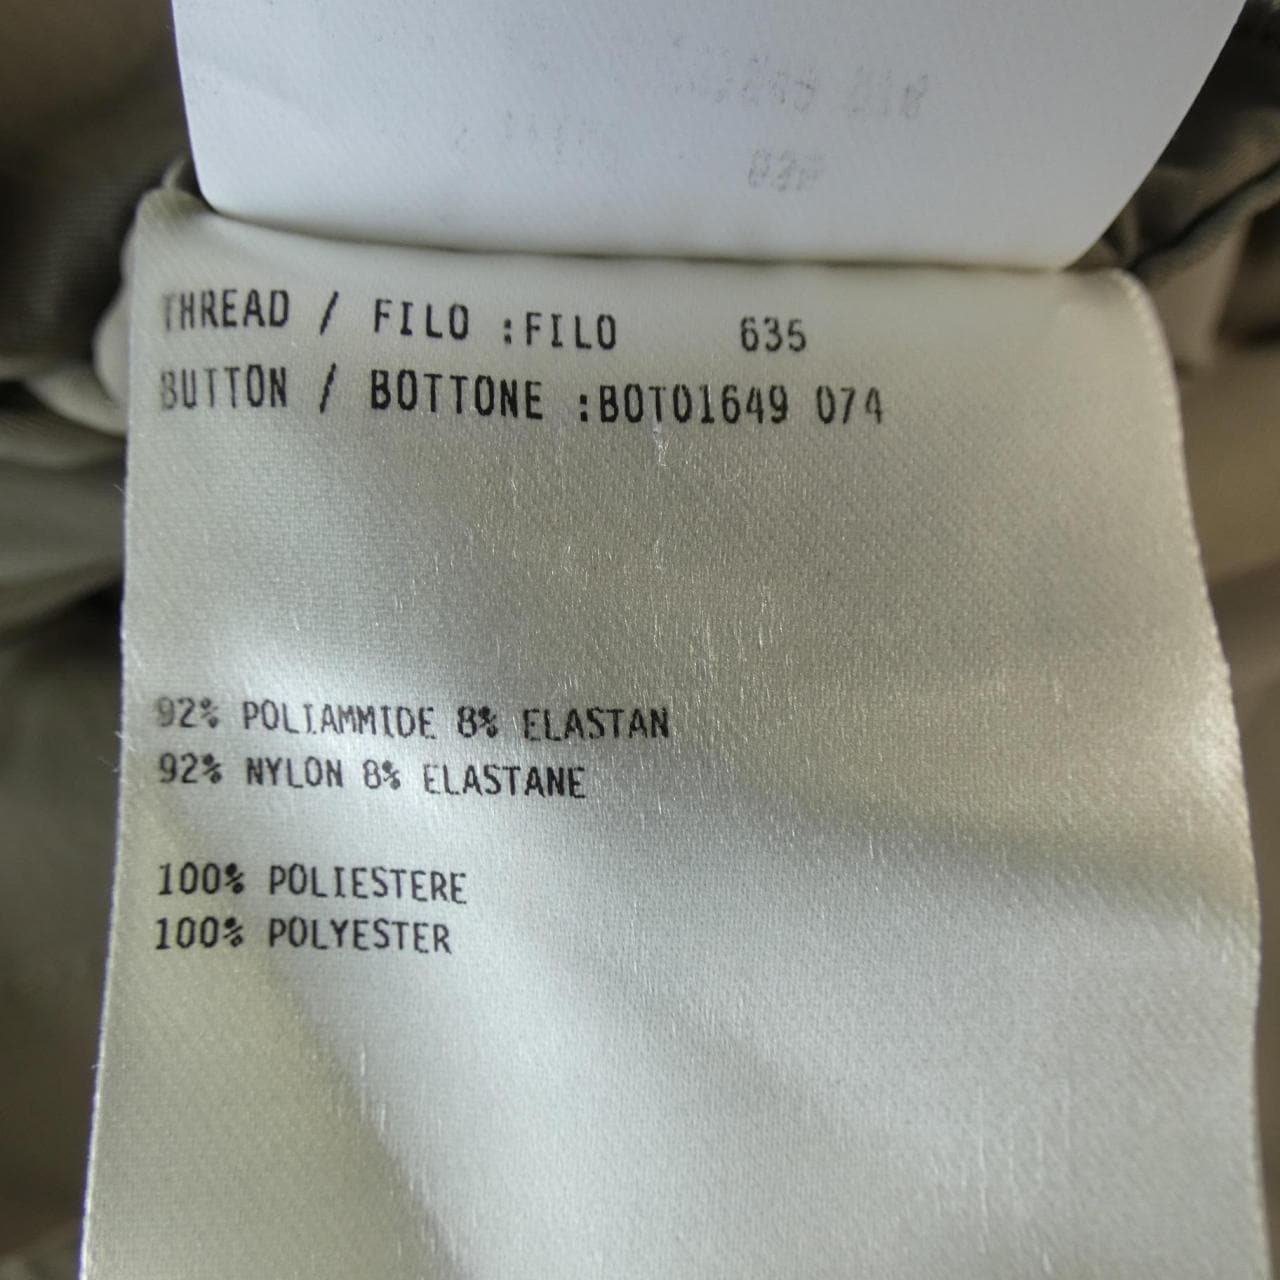 THREAD / FILO :FILO 635
BUTTON / BOTTONE :BOT01649 074
92% POLIAMMIDE 8% ELASTAN
92% NYLON 8% ELASTANE
100% POLIESTERE
100% POLYESTER